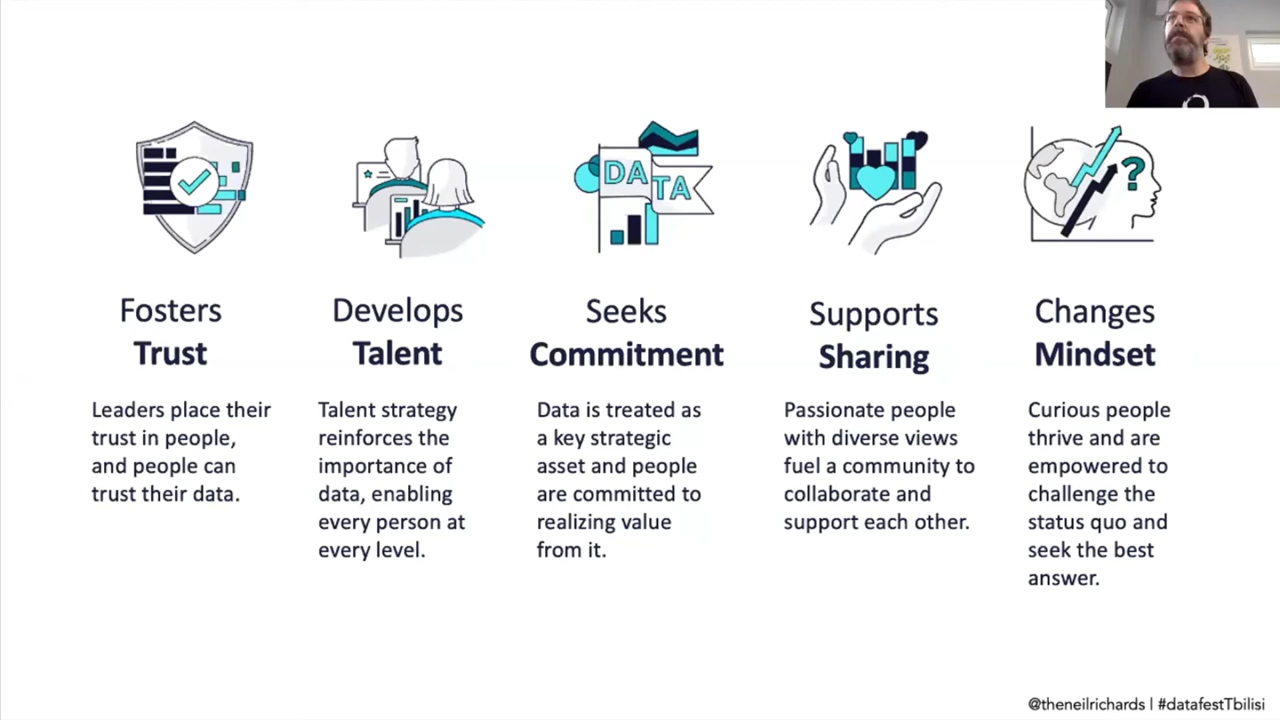 DA
TA
Fosters
Trust
Leaders place their
trust in people,
and people can
trust their data.
Develops
Talent
Talent strategy
reinforces the
importance of
data, enabling
every person at
every level.
Seeks
Commitment
Data is treated as
a key strategic
asset and people
are committed to
realizing value
from it.
Supports
Sharing
Passionate people
with diverse views
fuel a community to
collaborate and
support each other.
Changes
Mindset
Curious people
thrive and are
empowered to
challenge the
status quo and
seek the best
answer.
?
@theneilrichards | #datafestTbilisi